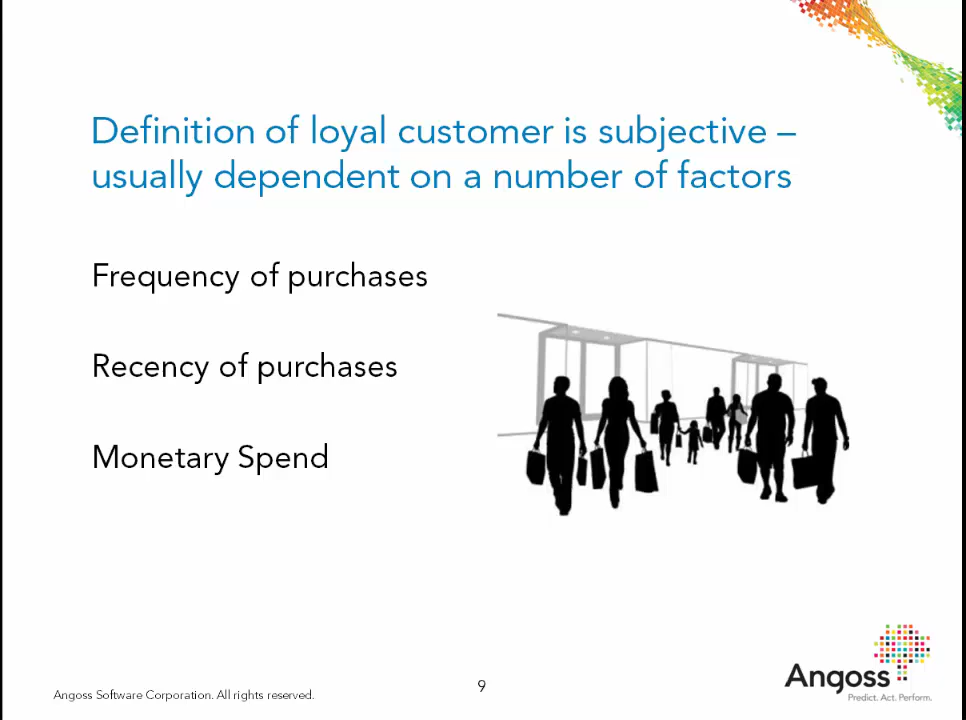 Definition of loyal customer is subjective –
usually dependent on a number of factors
Frequency of purchases
Recency of purchases
Monetary Spend
Angoss Software Corporation. All rights reserved.
9
Angoss
Predict. Act. Perform.